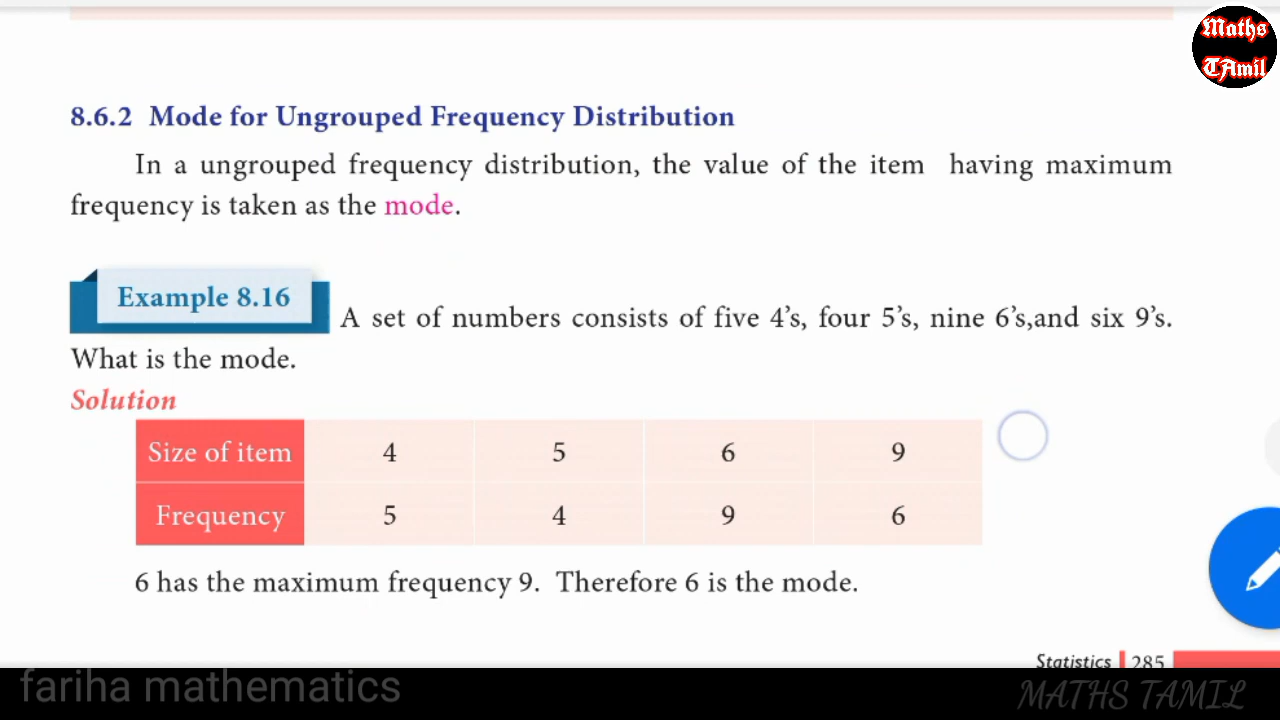 Maths
TAmil
8.6.2 Mode for Ungrouped Frequency Distribution
In a ungrouped frequency distribution, the value of the item having maximum
frequency is taken as the mode.
Example 8.16
A set of numbers consists of five 4’s, four 5’s, nine 6’s,and six 9’s.
What is the mode.
Solution
Size of item 4 5 6 9
Frequency 5 4 9 6
6 has the maximum frequency 9. Therefore 6 is the mode.
Statistics 285
fariha mathematics
MATHS TAMIL